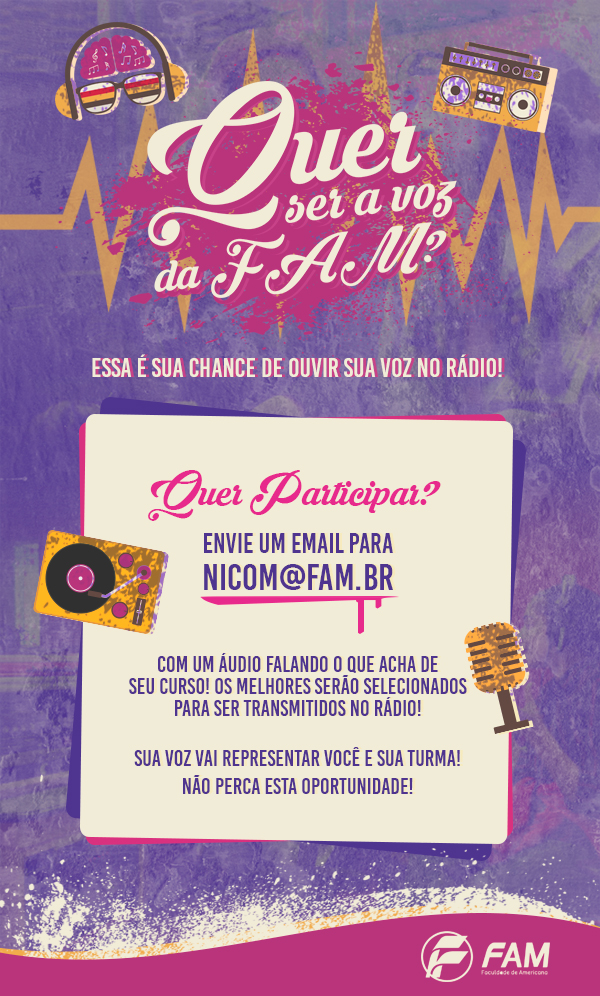 Quer
ser a voz
da FAM?
ESSA É SUA CHANCE DE OUVIR SUA VOZ NO RÁDIO!
Quer Participar?
ENVIE UM EMAIL PARA
NICOM@FAM.BR
COM UM ÁUDIO FALANDO O QUE ACHA DE
SEU CURSO! OS MELHORES SERÃO SELECIONADOS
PARA SER TRANSMITIDOS NO RÁDIO!
SUA VOZ VAI REPRESENTAR VOCÊ E SUA TURMA!
NÃO PERCA ESTA OPORTUNIDADE!
FAM
Faculdade de Americana